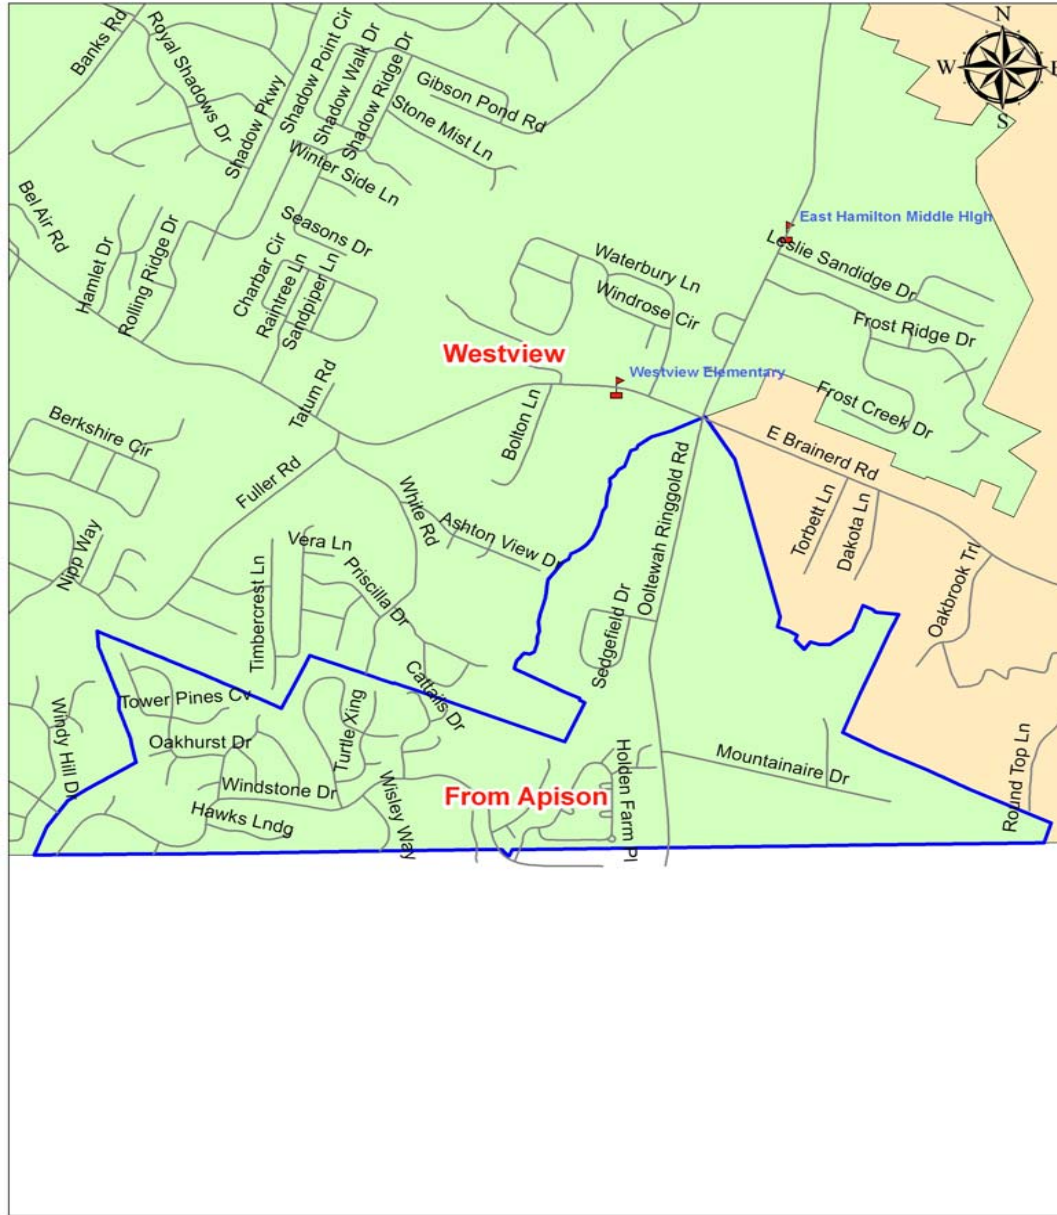 N
W
E
S
Banks Rd
Royal Shadows Dr
Shadow Pkwy
Shadow Point Cir
Shadow Walk Dr
Shadow Ridge Dr
Gibson Pond Rd
Stone Mist Ln
Winter Side Ln
Bel Air Rd
Hamlet Dr
Rolling Ridge Dr
Seasons Dr
Charbar Cir
Raintree Ln
Sandpiper Ln
East Hamilton Middle HIgh
Leslie Sandidge Dr
Waterbury Ln
Windrose Cir
Frost Ridge Dr
Westview
Westview Elementary
Tatum Rd
Bolton Ln
Frost Creek Dr
Berkshire Cir
E Brainerd Rd
Fuller Rd
White Rd
Ooltewah Ringgold Rd
Torbett Ln
Dakota Ln
Nipp Way
Vera Ln
Ashton View Dr
Priscilla Dr
Timbercrest Ln
Oakbrook Trl
Sedgefield Dr
Cattails Dr
Tower Pines Cv
Turtle Xing
Windy Hill Dr
Oakhurst Dr
Windstone Dr
Hawks Lndg
Wisley Way
From Apison
Holden Farm Pl
Mountainaire Dr
Round Top Ln